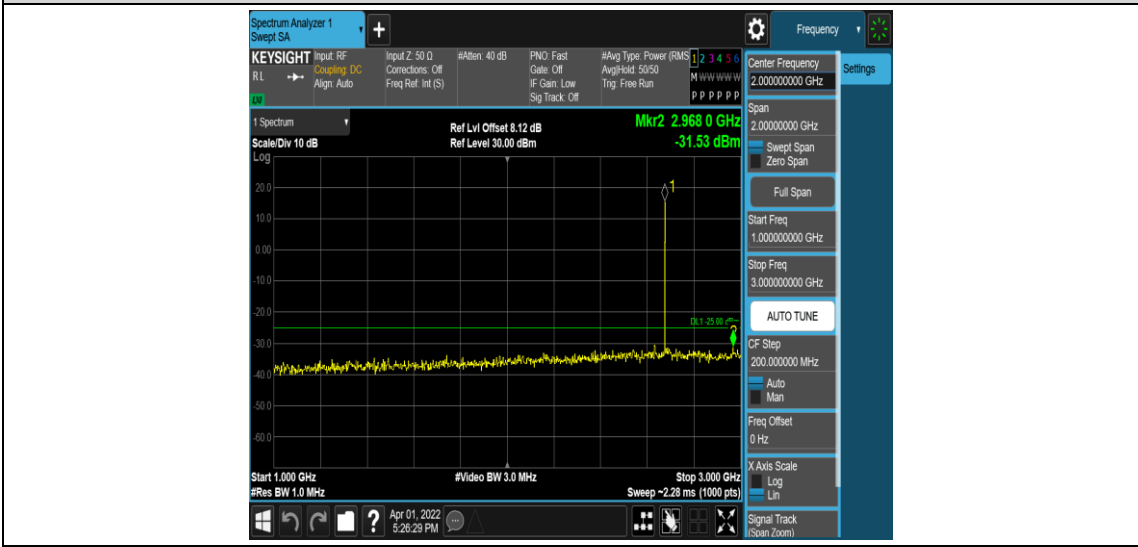 Spectrum Analyzer 1
Swept SA
+
Frequency
KEYSIGHT
RL
Input: RF
Coupling: DC
Align: Auto
Input Z: 50 Ω
Corrections: Off
Freq Ref: Int (S)
#Atten: 40 dB
PNO: Fast
Gate: Off
IF Gain: Low
Sig Track: Off
#Avg Type: Power (RMS
Avg|Hold: 50/50
Trig: Free Run
1 2 3 4 5 6
M W W W W W
P P P P P P
1 Spectrum
Scale/Div 10 dB
Log
Ref Lvl Offset 8.12 dB
Ref Level 30.00 dBm
Mkr2 2.968 0 GHz
-31.53 dBm
20.0
10.0
0.00
-10.0
-20.0
-30.0
-40.0
-50.0
-60.0
1
DL1 -25.00 dBm
2
Start 1.000 GHz
#Res BW 1.0 MHz
#Video BW 3.0 MHz
Stop 3.000 GHz
Sweep ~2.28 ms (1000 pts)
Apr 01, 2022
5:26:29 PM
?
Center Frequency
2.000000000 GHz
Settings
Span
2.00000000 GHz
Swept Span
Zero Span
Full Span
Start Freq
1.000000000 GHz
Stop Freq
3.000000000 GHz
AUTO TUNE
CF Step
200.000000 MHz
Auto
Man
Freq Offset
0 Hz
X Axis Scale
Log
Lin
Signal Track
(Span Zoom)